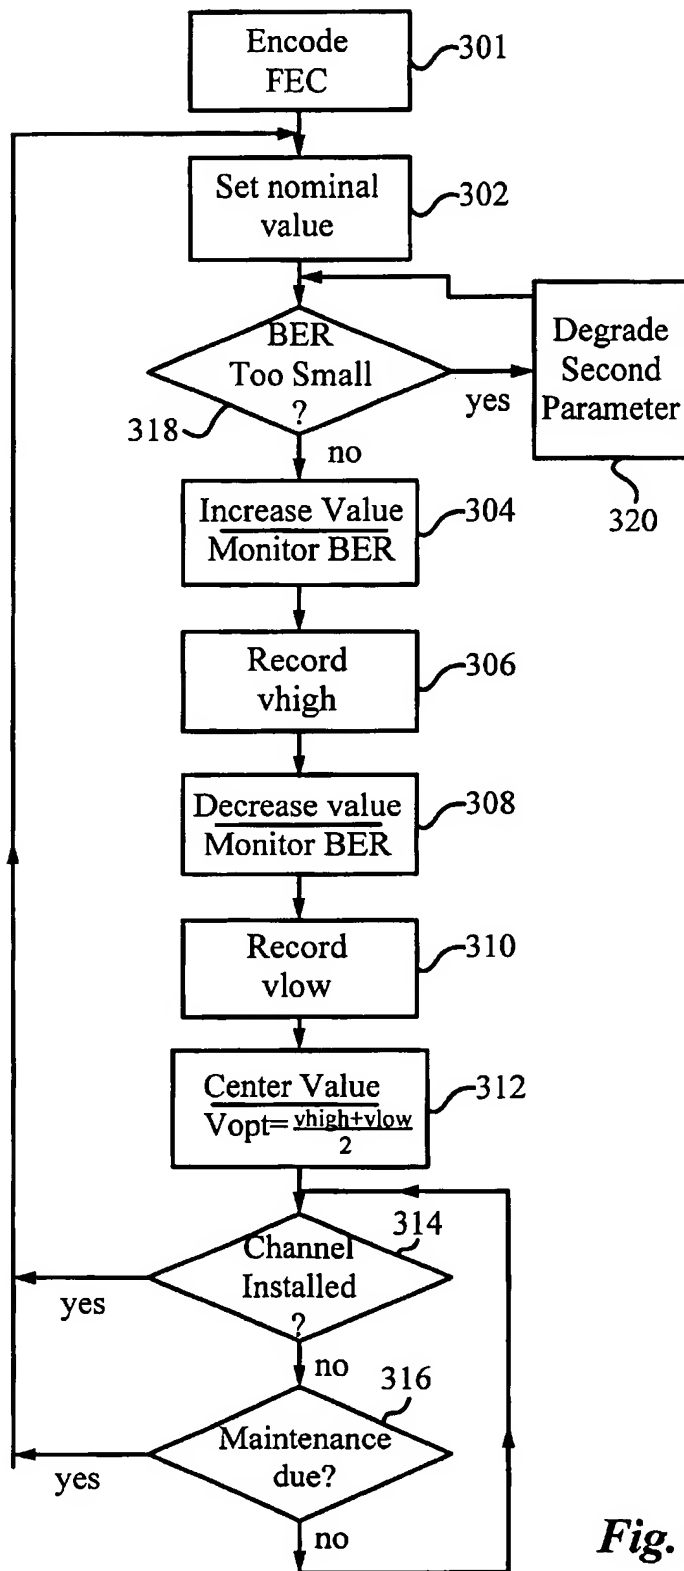 Encode
FEC
301
Set nominal
value
302
BER
Too Small
?
318
yes
no
Degrade
Second
Parameter
320
Increase Value
Monitor BER
304
Record
vhigh
306
Decrease value
Monitor BER
308
Record
vlow
310
Center Value
Vopt=vhigh+vlow/2
312
Channel
Installed
?
314
yes
no
Maintenance
due?
316
yes
no
Fig.